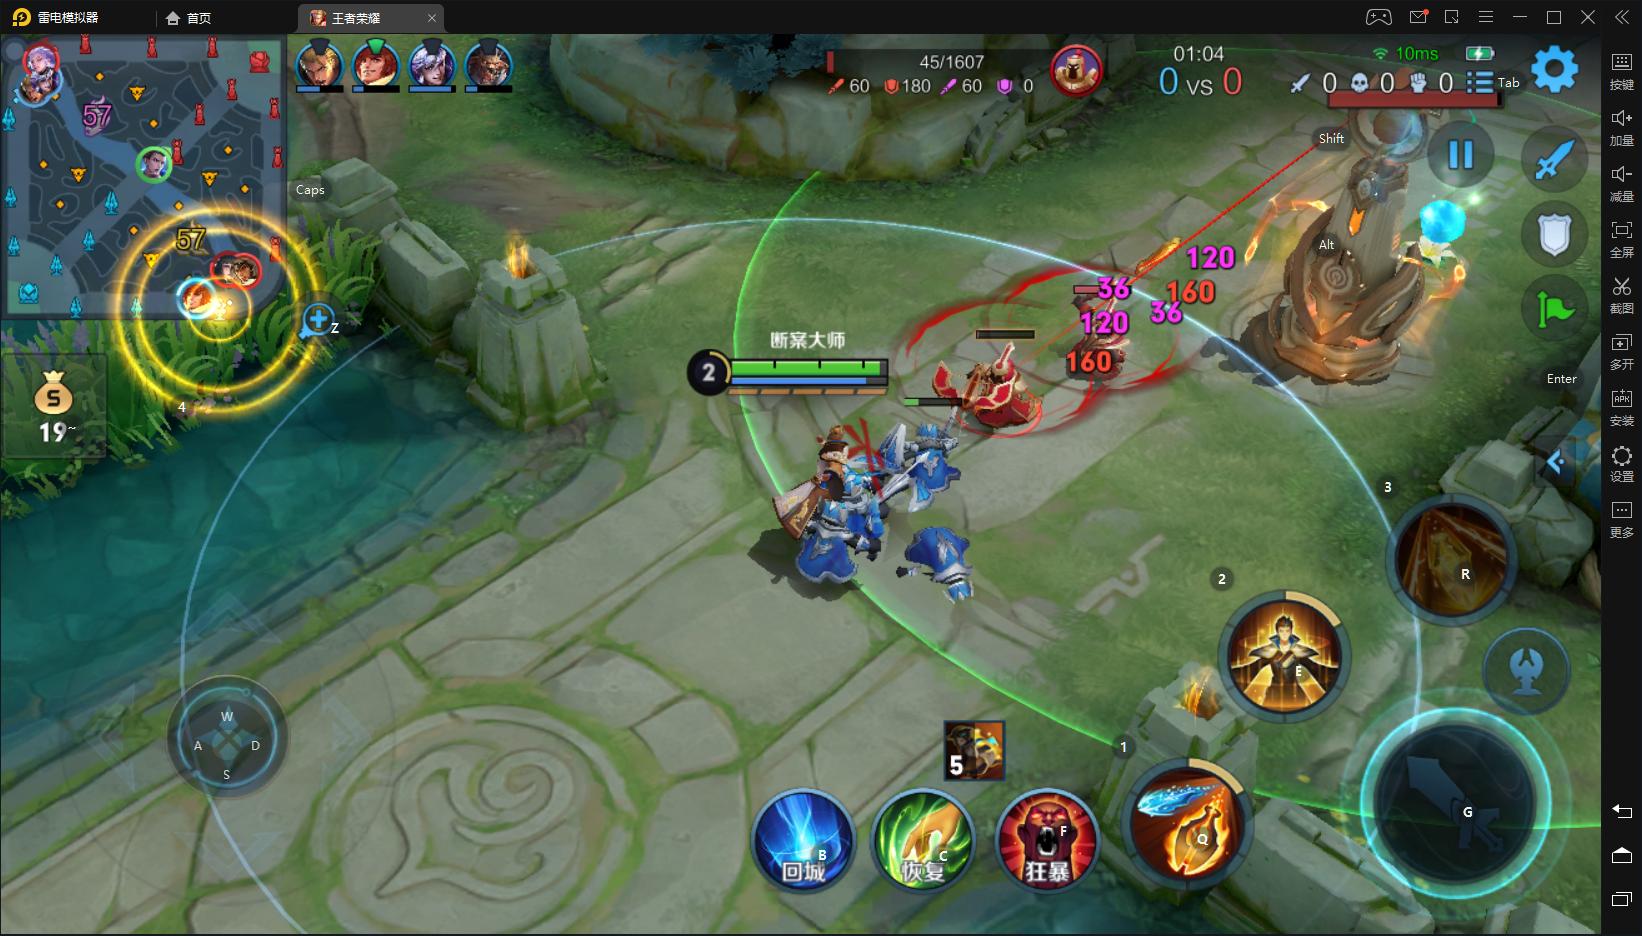 雷电模拟器
首页
王者荣耀
45/1607
60
180
60
0
01:04
0 VS 0
10ms
0
0
0
Tab
Shift
Caps
Alt
Enter
57
57
Z
4
19~
120
36
160
36
120
160
断案大师
2
3
2
1
R
E
Q
G
W
A
D
S
5
回城
B
恢复
C
狂暴
F
按键
加量
减量
全屏
截图
多开
APK
安装
设置
更多